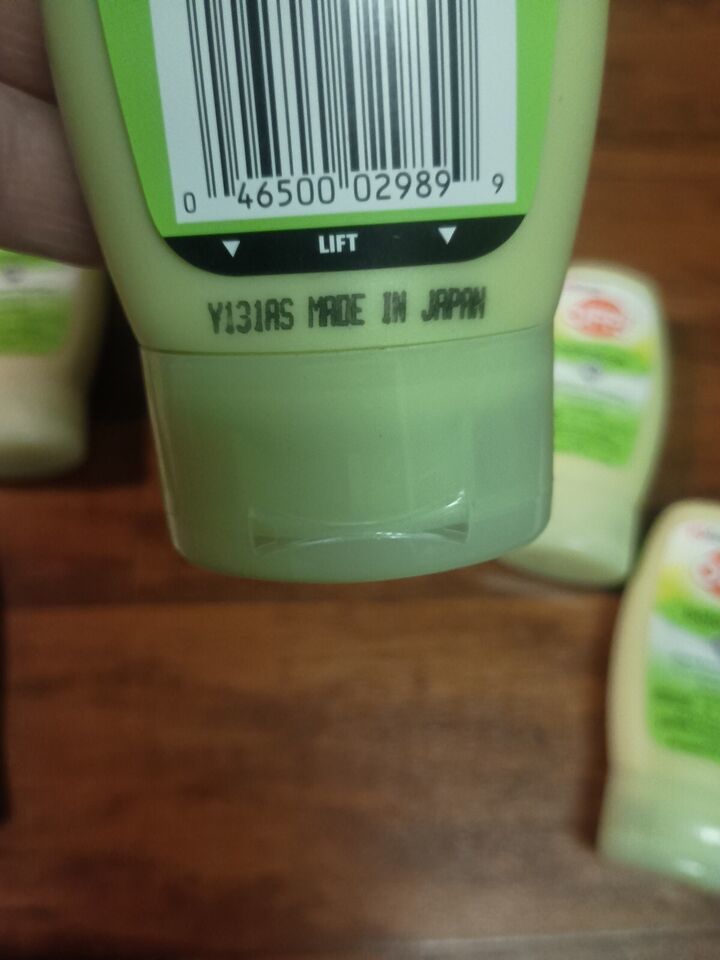 0 46500 02989 9
LIFT
Y131AS MADE IN JAPAN